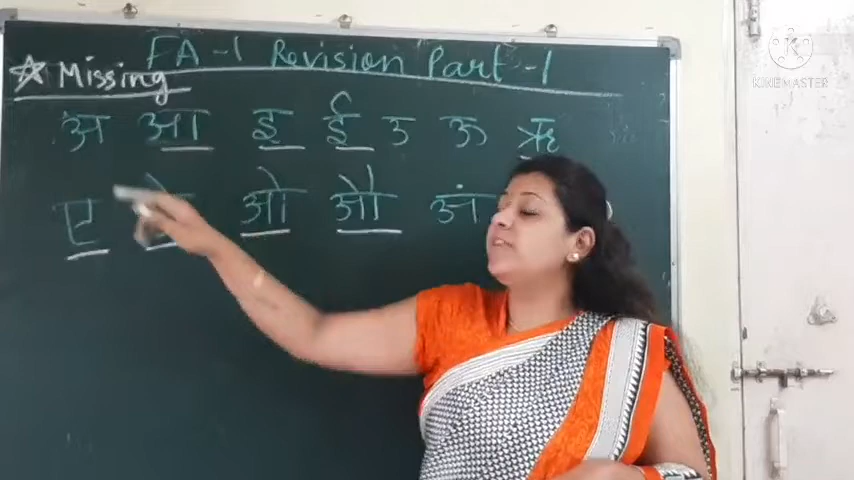 FA-1 Revision Part-1
☆ Missing
अ आ इ ई उ ऊ ऋ
ए ओ औ अं
KINEMASTER